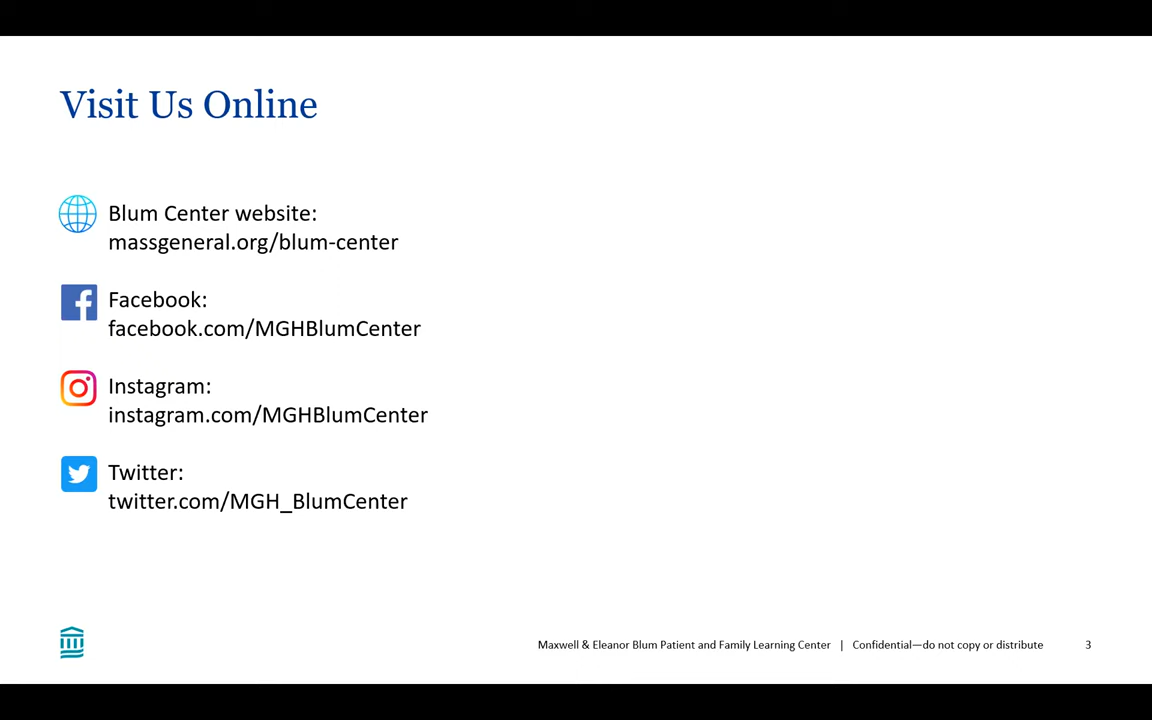 Visit Us Online
Blum Center website:
massgeneral.org/blum-center
Facebook:
facebook.com/MGHBlumCenter
Instagram:
instagram.com/MGHBlumCenter
Twitter:
twitter.com/MGH_BlumCenter
Maxwell & Eleanor Blum Patient and Family Learning Center | Confidential—do not copy or distribute 3